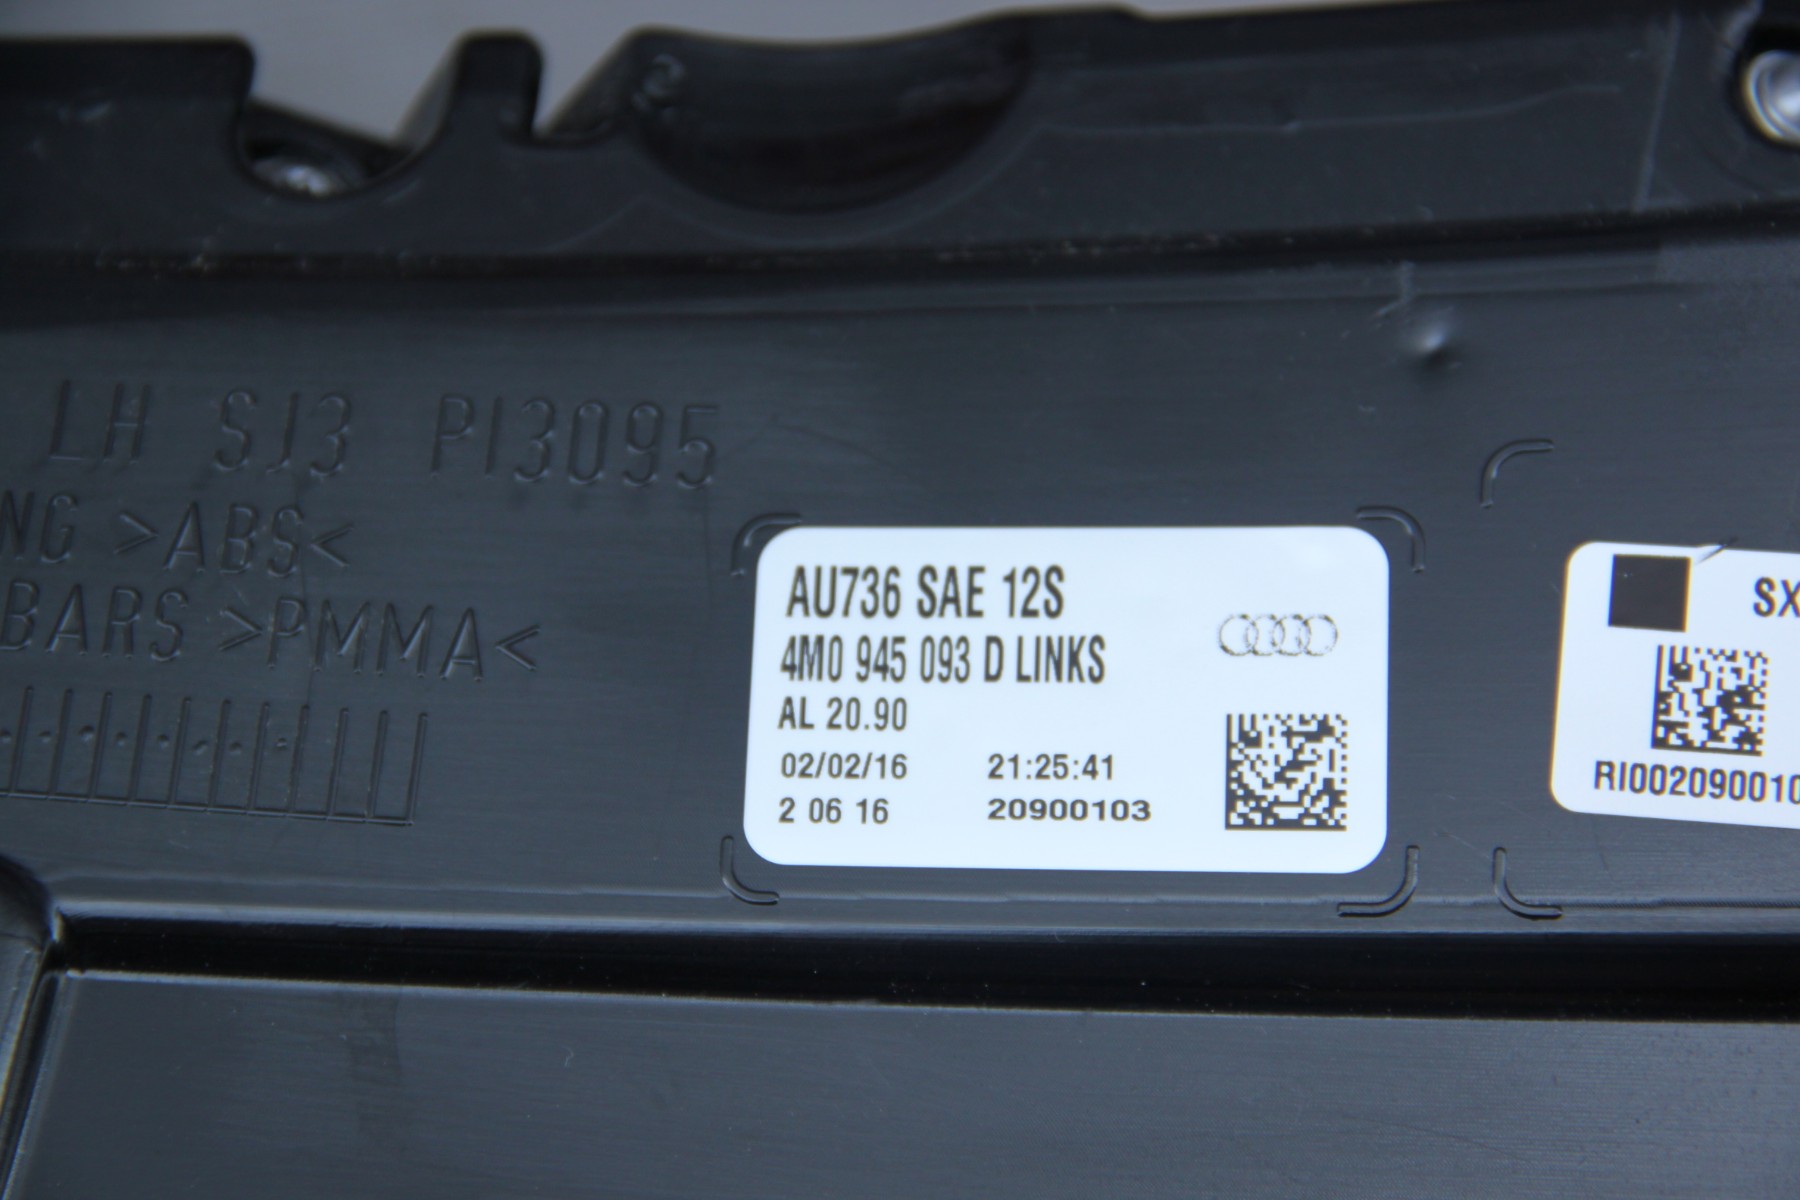 LH SJ3 PI3095
NG >ABS<
BARS >PMMA<
AU736 SAE 12S
4M0 945 093 D LINKS
AL 20.90
02/02/16 21:25:41
2 06 16 20900103
SX
RI002090010